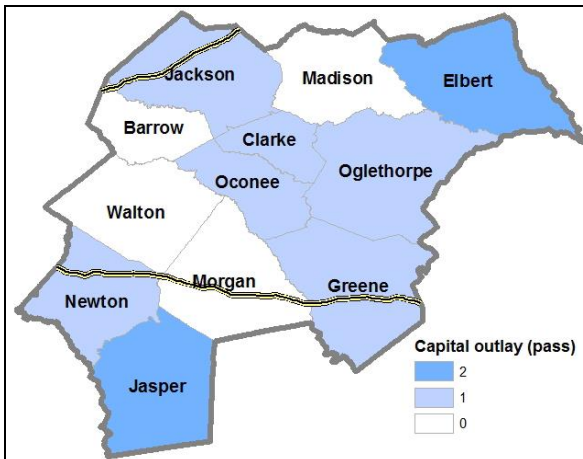 Jackson
Madison
Elbert
Barrow
Clarke
Oglethorpe
Oconee
Walton
Morgan
Greene
Newton
Jasper
Capital outlay (pass)
2
1
0